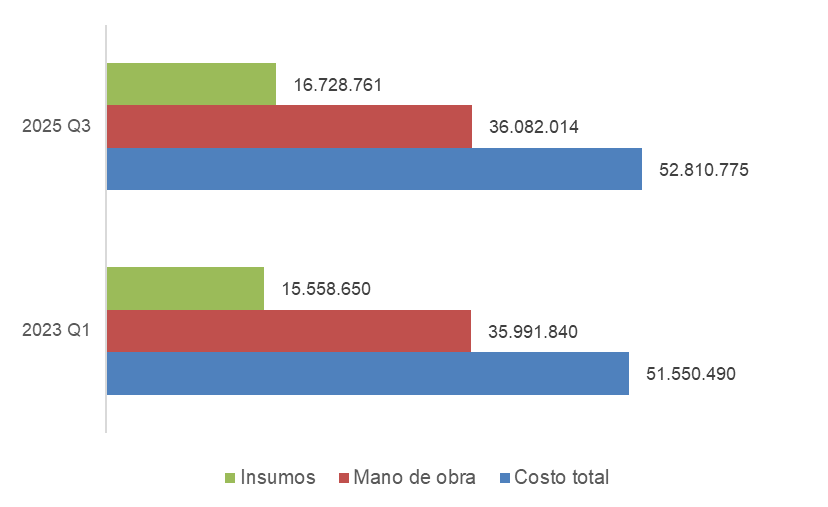 16.728.761
2025 Q3
36.082.014
52.810.775
15.558.650
2023 Q1
35.991.840
51.550.490
Insumos Mano de obra Costo total